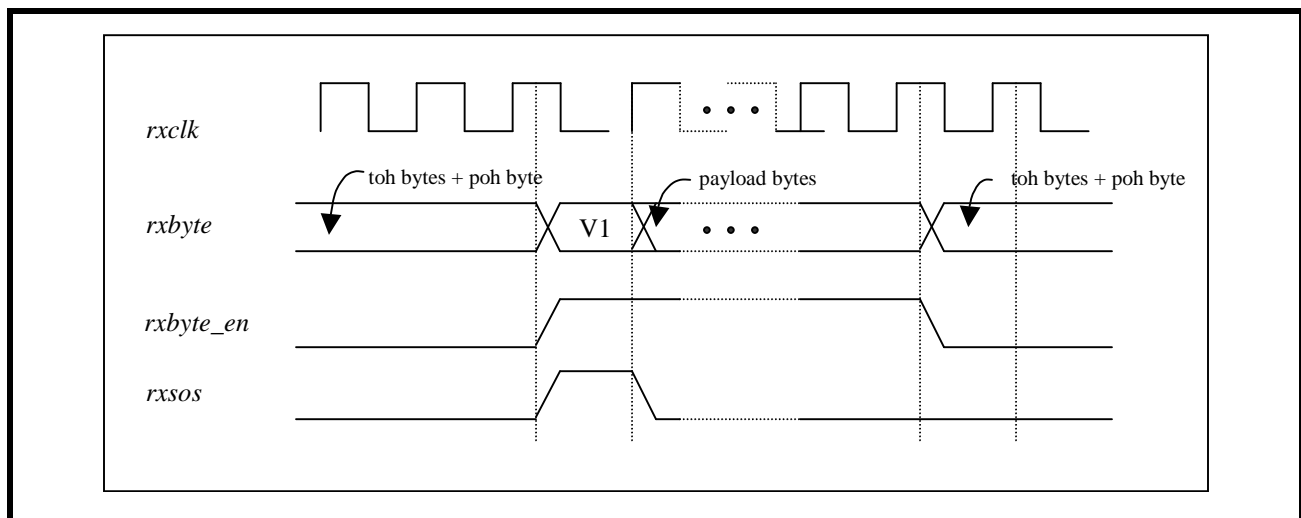 rxclk
toh bytes + poh byte
payload bytes
toh bytes + poh byte
rxbyte
V1
rxbyte_en
rxsos